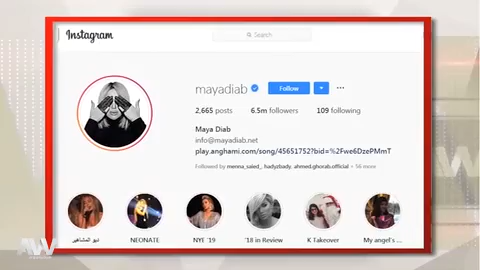 Instagram
Search
mayadiab
Follow
2,665 posts 6.5m followers 109 following
Maya Diab
info@mayadiab.net
play.anghami.com/song/45651752?bid=%2Fwe6DzePMmT
Followed by menna_saied_, hadyzbady, ahmed.ghorab.official + 56 more
ديو المشاهير NEONATE NYE '19 '18 in Review K Takeover My angel's ...